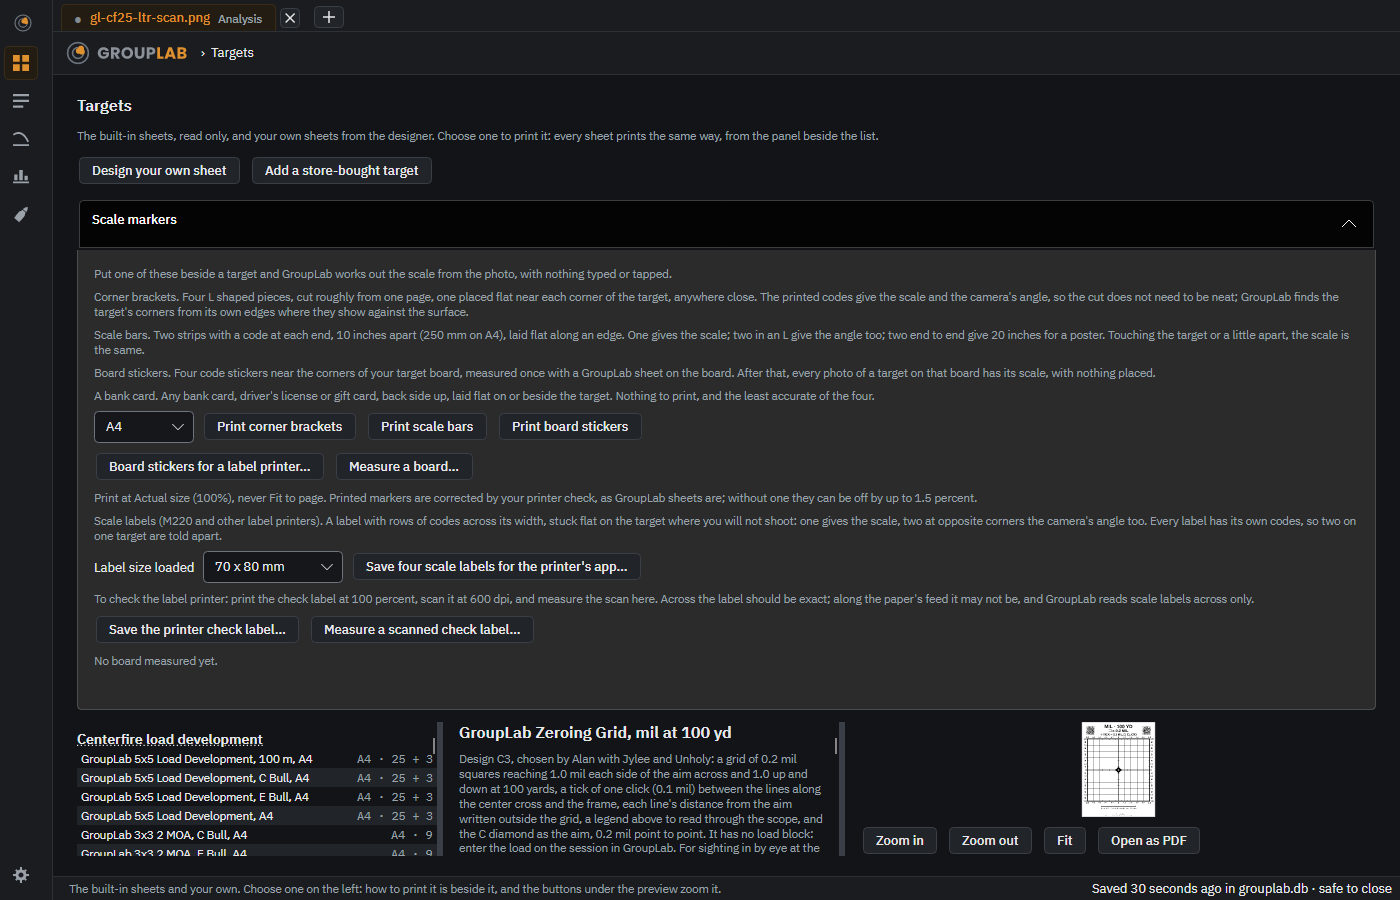 gl-cf25-ltr-scan.png Analysis
GROUPLAB › Targets
Targets
The built-in sheets, read only, and your own sheets from the designer. Choose one to print it: every sheet prints the same way, from the panel beside the list.
Design your own sheet
Add a store-bought target
Scale markers
Put one of these beside a target and GroupLab works out the scale from the photo, with nothing typed or tapped.
Corner brackets. Four L shaped pieces, cut roughly from one page, one placed flat near each corner of the target, anywhere close. The printed codes give the scale and the camera's angle, so the cut does not need to be neat; GroupLab finds the
target's corners from its own edges where they show against the surface.
Scale bars. Two strips with a code at each end, 10 inches apart (250 mm on A4), laid flat along an edge. One gives the scale; two in an L give the angle too; two end to end give 20 inches for a poster. Touching the target or a little apart, the scale is
the same.
Board stickers. Four code stickers near the corners of your target board, measured once with a GroupLab sheet on the board. After that, every photo of a target on that board has its scale, with nothing placed.
A bank card. Any bank card, driver's license or gift card, back side up, laid flat on or beside the target. Nothing to print, and the least accurate of the four.
A4
Print corner brackets
Print scale bars
Print board stickers
Board stickers for a label printer...
Measure a board...
Print at Actual size (100%), never Fit to page. Printed markers are corrected by your printer check, as GroupLab sheets are; without one they can be off by up to 1.5 percent.
Scale labels (M220 and other label printers). A label with rows of codes across its width, stuck flat on the target where you will not shoot: one gives the scale, two at opposite corners the camera's angle too. Every label has its own codes, so two on
one target are told apart.
Label size loaded
70 x 80 mm
Save four scale labels for the printer's app...
To check the label printer: print the check label at 100 percent, scan it at 600 dpi, and measure the scan here. Across the label should be exact; along the paper's feed it may not be, and GroupLab reads scale labels across only.
Save the printer check label...
Measure a scanned check label...
No board measured yet.
Centerfire load development
GroupLab 5x5 Load Development, 100 m, A4 A4 · 25 + 3
GroupLab 5x5 Load Development, C Bull, A4 A4 · 25 + 3
GroupLab 5x5 Load Development, E Bull, A4 A4 · 25 + 3
GroupLab 5x5 Load Development, A4 A4 · 25 + 3
GroupLab 3x3 2 MOA, C Bull, A4 A4 · 9
GroupLab 3x3 2 MOA, E Bull, A4 A4 · 9
GroupLab Zeroing Grid, mil at 100 yd
Design C3, chosen by Alan with Jylee and Unholy: a grid of 0.2 mil
squares reaching 1.0 mil each side of the aim across and 1.0 up and
down at 100 yards, a tick of one click (0.1 mil) between the lines along
the center cross and the frame, each line's distance from the aim
written outside the grid, a legend above to read through the scope, and
the C diamond as the aim, 0.2 mil point to point. It has no load block:
enter the load on the session in GroupLab. For sighting in by eye at the
MIL · 100 YD
Zoom in
Zoom out
Fit
Open as PDF
The built-in sheets and your own. Choose one on the left: how to print it is beside it, and the buttons under the preview zoom it.
Saved 30 seconds ago in grouplab.db · safe to close